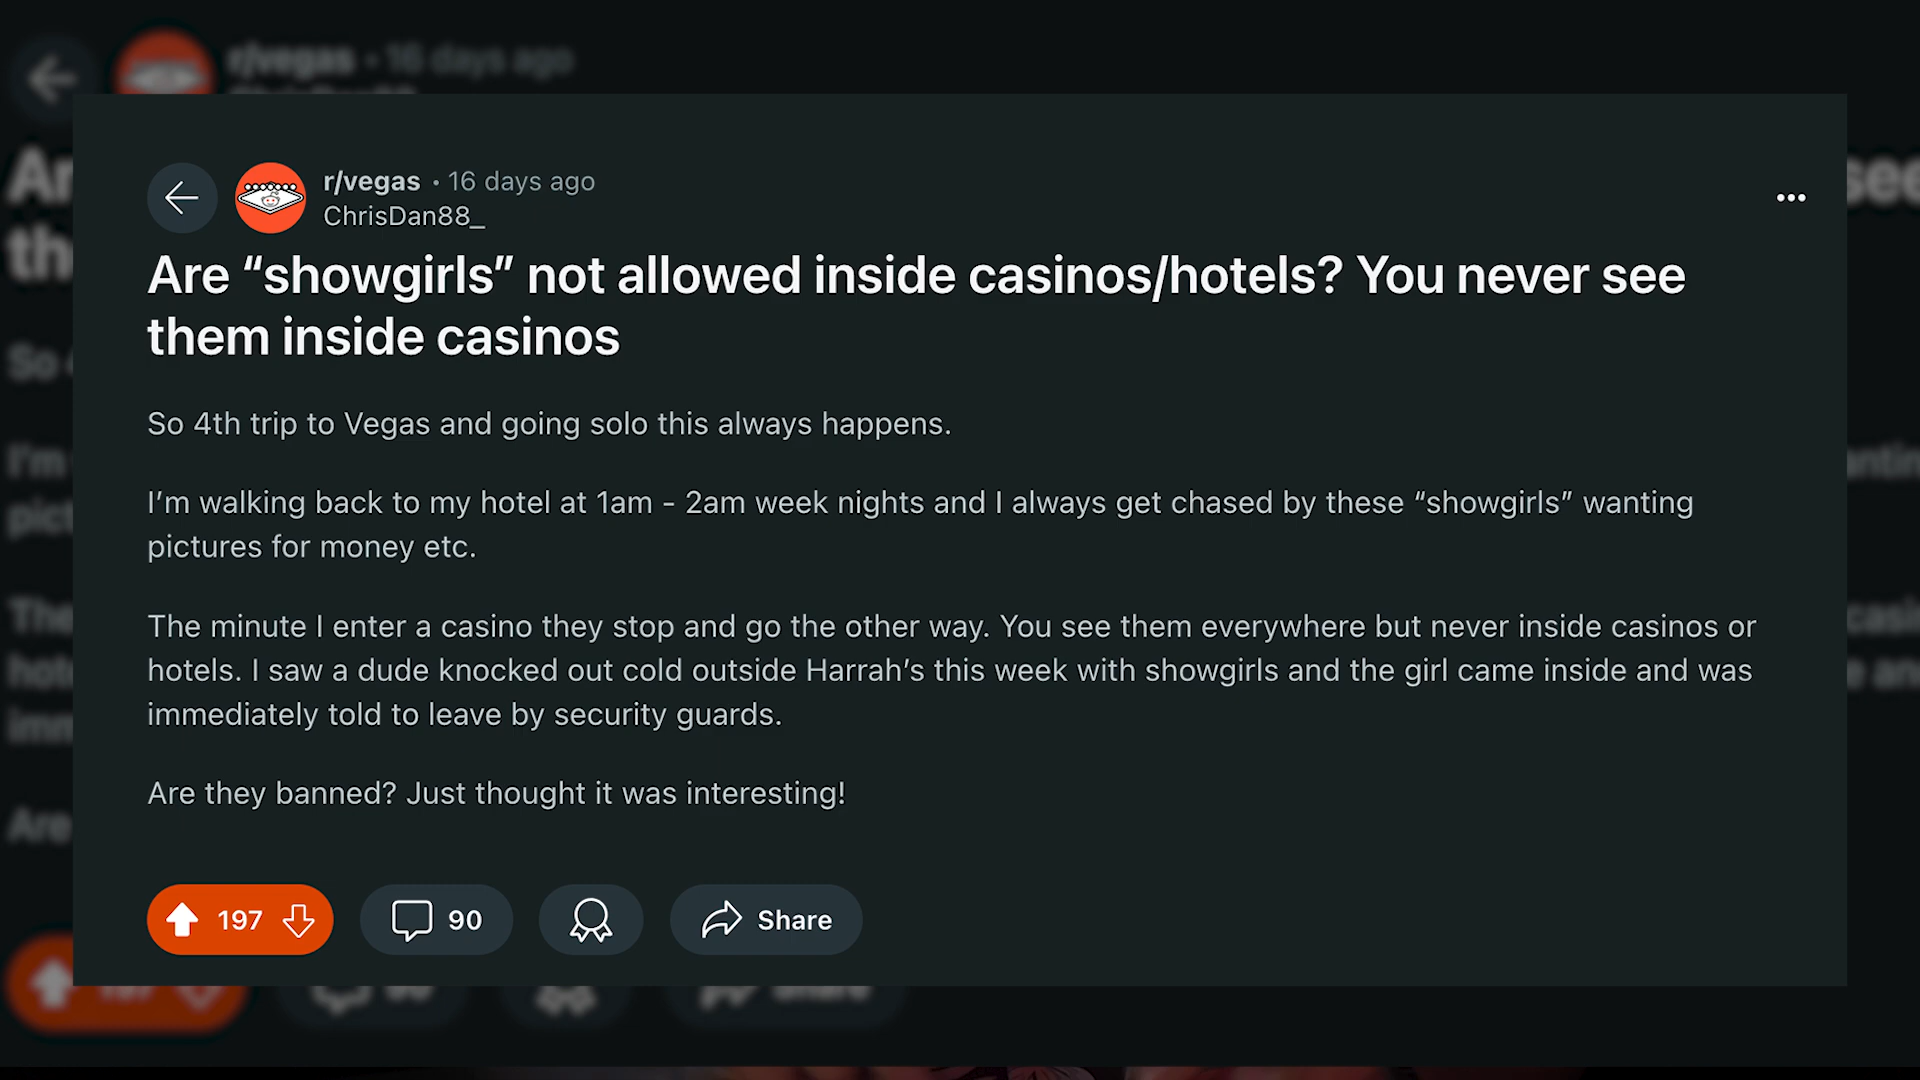 r/vegas • 16 days ago
r/vegas • 16 days ago
ChrisDan88_
Are “showgirls” not allowed inside casinos/hotels? You never see
them inside casinos
So 4th trip to Vegas and going solo this always happens.
I’m walking back to my hotel at 1am - 2am week nights and I always get chased by these “showgirls” wanting
pictures for money etc.
The minute I enter a casino they stop and go the other way. You see them everywhere but never inside casinos or
hotels. I saw a dude knocked out cold outside Harrah’s this week with showgirls and the girl came inside and was
immediately told to leave by security guards.
Are they banned? Just thought it was interesting!
197 90 Share